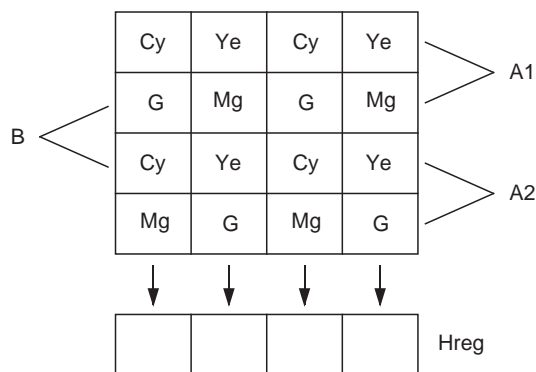 Cy Ye Cy Ye
A1
G Mg G Mg
B
Cy Ye Cy Ye
A2
Mg G Mg G
Hreg